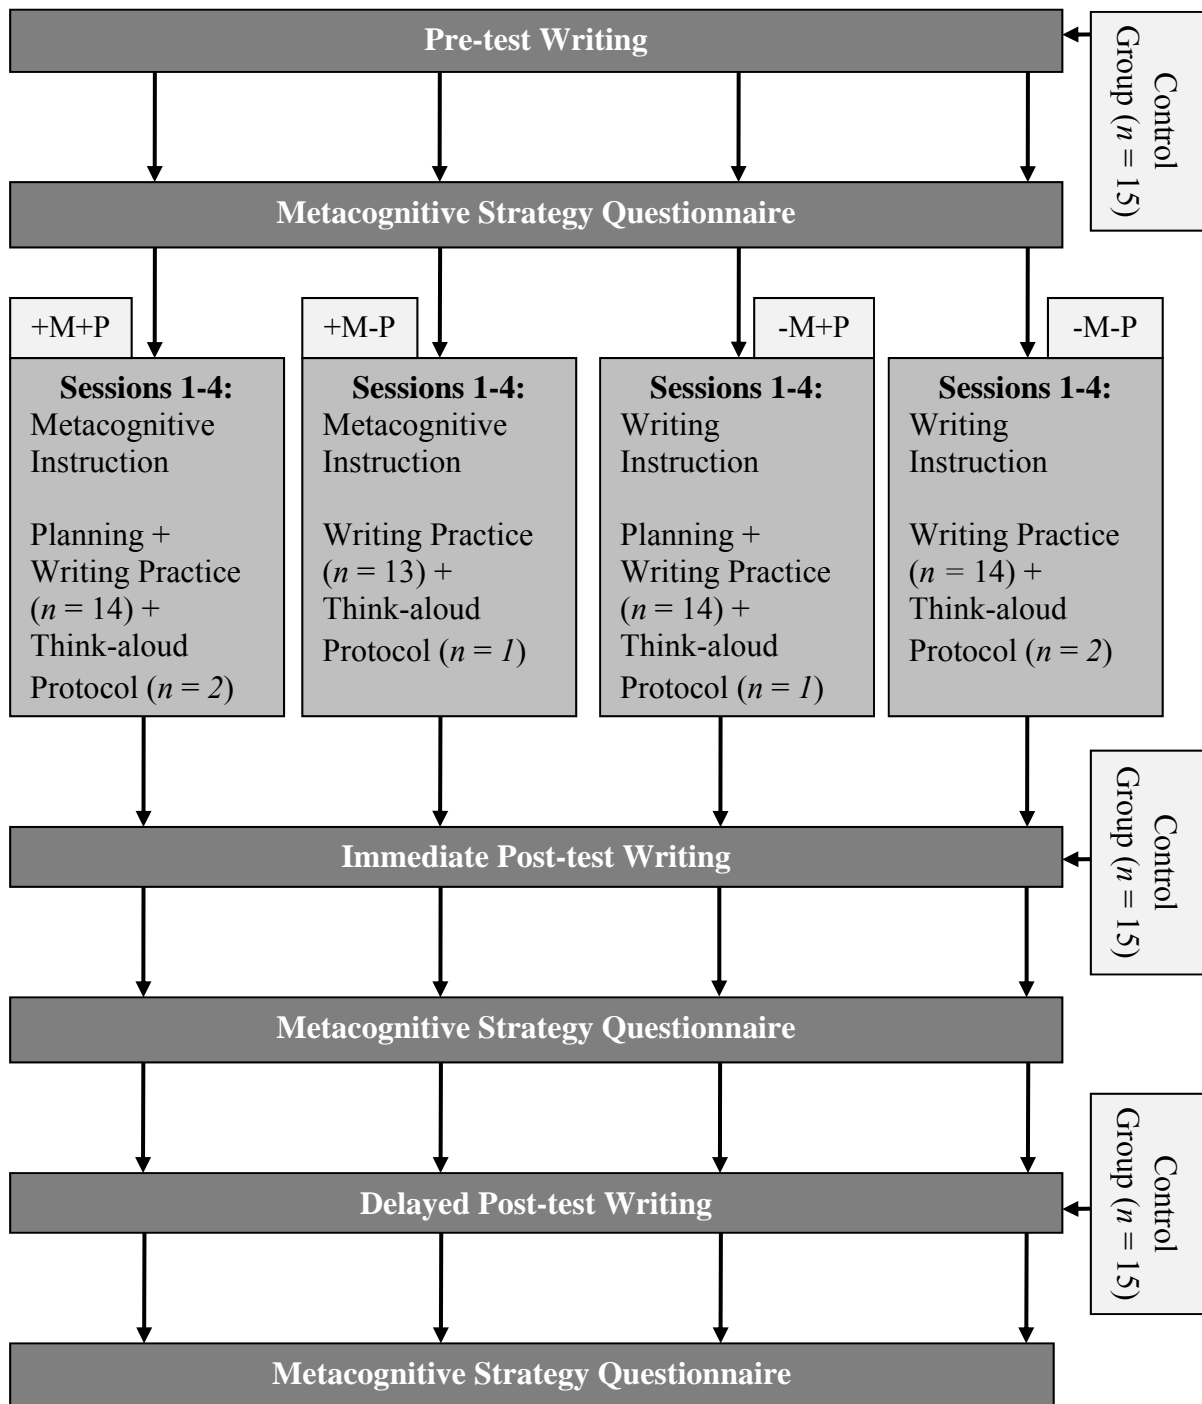 Pre-test Writing
Control
Group (n = 15)
Metacognitive Strategy Questionnaire
+M+P
+M-P
-M+P
-M-P
Sessions 1-4:
Metacognitive
Instruction
Planning +
Writing Practice
(n = 14) +
Think-aloud
Protocol (n = 2)
Sessions 1-4:
Metacognitive
Instruction
Writing Practice
(n = 13) +
Think-aloud
Protocol (n = 1)
Sessions 1-4:
Writing
Instruction
Planning +
Writing Practice
(n = 14) +
Think-aloud
Protocol (n = 1)
Sessions 1-4:
Writing
Instruction
Writing Practice
(n = 14) +
Think-aloud
Protocol (n = 2)
Immediate Post-test Writing
Control
Group (n = 15)
Metacognitive Strategy Questionnaire
Delayed Post-test Writing
Control
Group (n = 15)
Metacognitive Strategy Questionnaire